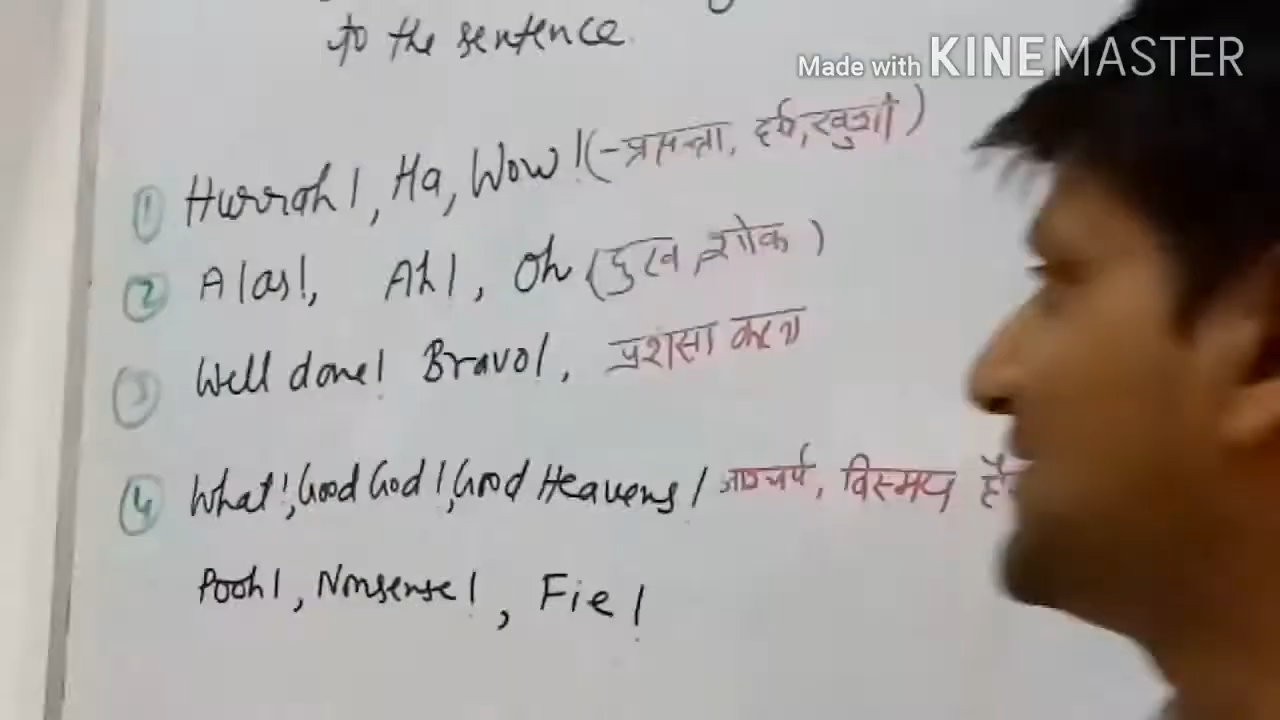 to the sentence.
Made with KINEMASTER
① Hurrah!, Ha, Wow! (-प्रसन्नता, हर्ष, खुशी)
② Alas!, Ah!, Oh (दुख, शोक)
③ Well done! Bravo!, प्रशंसा करना
④ What!, Good God!, Good Heavens! आश्चर्य, विस्मय
Pooh!, Nonsense!, Fie!